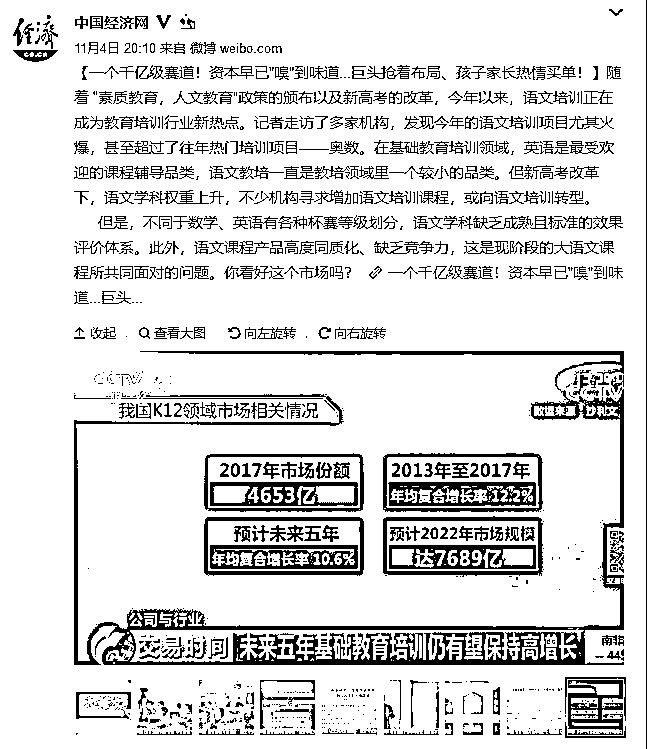 经济
中国经济网
11月4日 20:10 来自 微博 weibo.com
【一个千亿级赛道！资本早已"嗅"到味道...巨头抢着布局、孩子家长热情买单！】随
着 "素质教育，人文教育"政策的颁布以及新高考的改革，今年以来，语文培训正在
成为教育培训行业新热点。记者走访了多家机构，发现今年的语文培训项目尤其火
爆，甚至超过了往年热门培训项目——奥数。在基础教育培训领域，英语是最受欢
迎的课程辅导品类，语文教培一直是教培领域里一个较小的品类。但新高考改革
下，语文学科权重上升，不少机构寻求增加语文培训课程，或向语文培训转型。
但是，不同于数学、英语有各种杯赛等级划分，语文学科缺乏成熟且标准的效果
评价体系。此外，语文课程产品高度同质化、缺乏竞争力，这是现阶段的大语文课
程所共同面对的问题。你看好这个市场吗？ 一个千亿级赛道！资本早已"嗅"到味
道...巨头...
收起 查看大图 向左旋转 向右旋转
CCTV
CCTV
我国K12领域市场相关情况
数据来源
2017年市场份额
4653亿
2013年至2017年
年均复合增长率 12.2%
预计未来五年
年均复合增长率 10.6%
预计2022年市场规模
达7689亿
公司与行业
交易时间
未来五年基础教育培训仍有望保持高增长